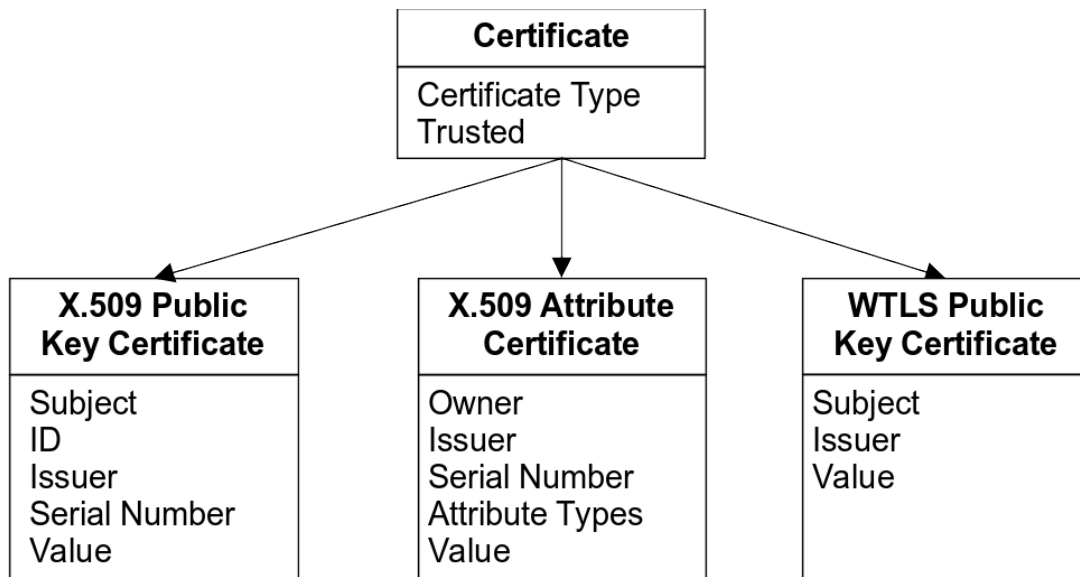 Certificate
Certificate Type
Trusted
X.509 Public
Key Certificate
Subject
ID
Issuer
Serial Number
Value
X.509 Attribute
Certificate
Owner
Issuer
Serial Number
Attribute Types
Value
WTLS Public
Key Certificate
Subject
Issuer
Value